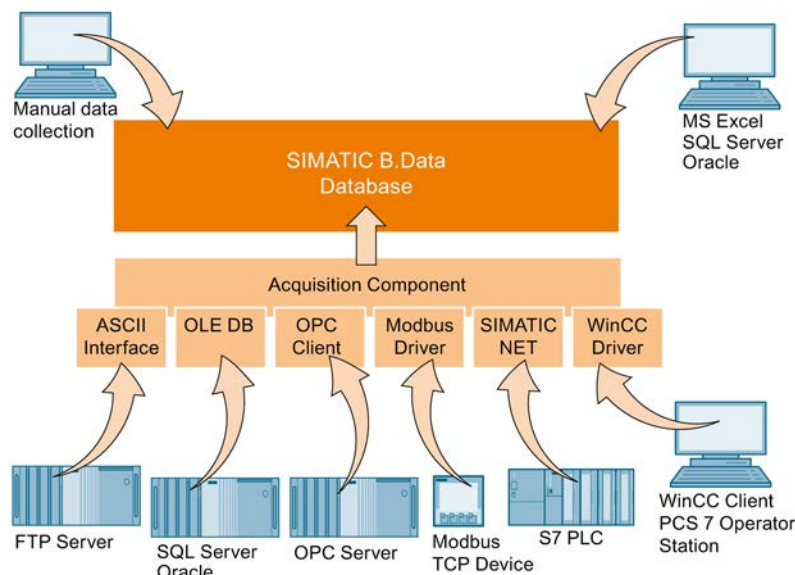 Manual data
collection
MS Excel
SQL Server
Oracle
SIMATIC B.Data
Database
Acquisition Component
ASCII
Interface
OLE DB
OPC
Client
Modbus
Driver
SIMATIC
NET
WinCC
Driver
FTP Server
SQL Server
Oracle
OPC Server
Modbus
TCP Device
S7 PLC
WinCC Client
PCS 7 Operator
Station